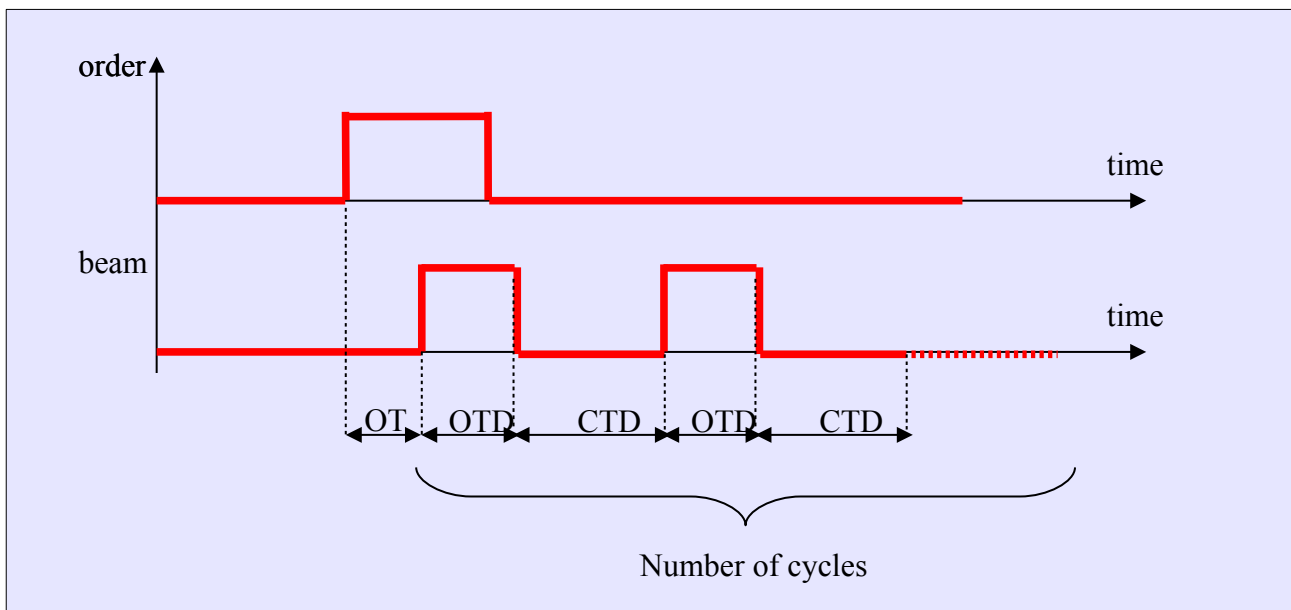 order
time
beam
time
OT OTD CTD OTD CTD
Number of cycles